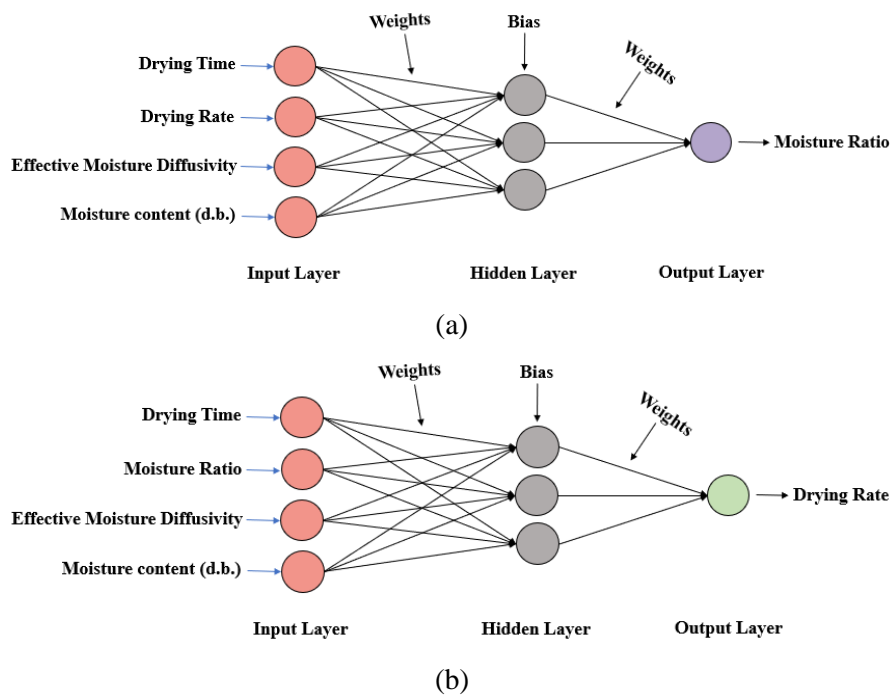 Weights
Bias
Weights
Drying Time
Drying Rate
Effective Moisture Diffusivity
Moisture content (d.b.)
Moisture Ratio
Input Layer
Hidden Layer
Output Layer
(a)
Weights
Bias
Weights
Drying Time
Moisture Ratio
Effective Moisture Diffusivity
Moisture content (d.b.)
Drying Rate
Input Layer
Hidden Layer
Output Layer
(b)